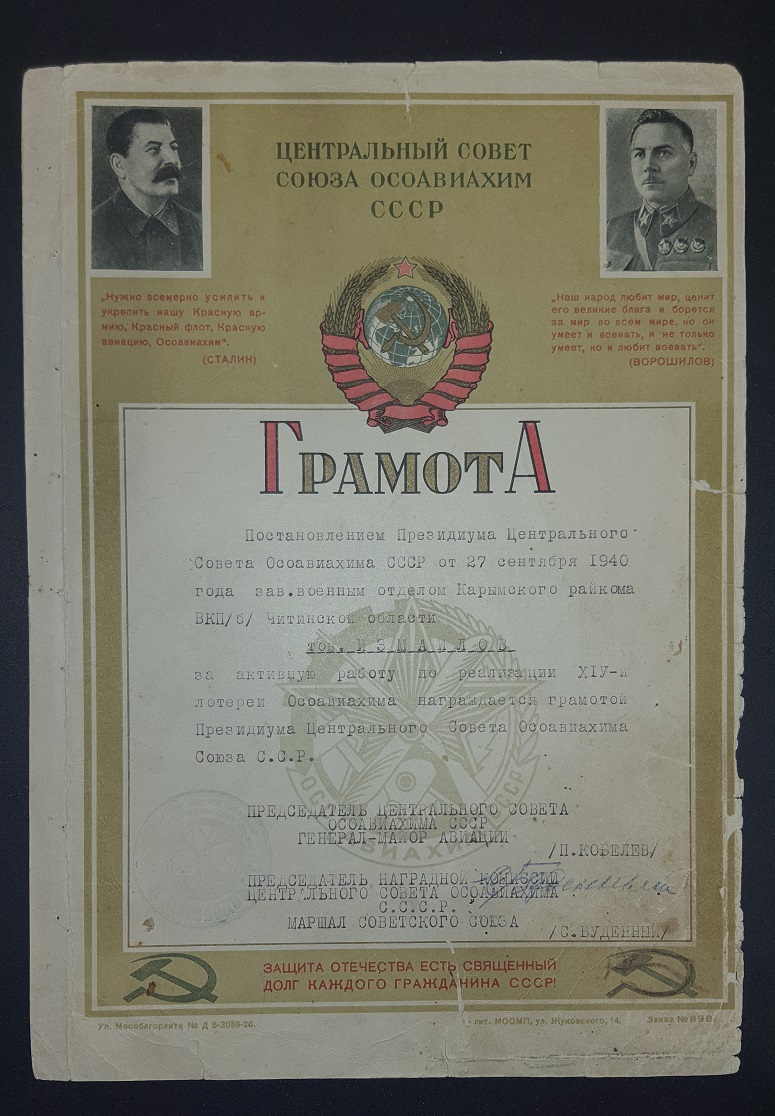 ЦЕНТРАЛЬНЫЙ СОВЕТ
СОЮЗА ОСОАВИАХИМ
СССР
„Нужно всемерно усилить и
укрепить нашу Красную ар-
мию, Красный флот, Красную
авиацию, Осоавиахим“.
(СТАЛИН)
„Наш народ любит мир, ценит
его великие блага и борется
за мир во всем мире, но он
умеет и воевать, и не только
умеет, но и любит воевать“.
(ВОРОШИЛОВ)
ГРАМОТА
Постановлением Президиума Центрального
Совета Осоавиахима СССР от 27 сентября 1940
года зав.военным отделом Карымского райкома
ВКП/б/ Читинской области
тов.ИЗМАИЛОВ
за активную работу по реализации XIУ-й
лотереи Осоавиахима награждается грамотой
Президиума Центрального Совета Осоавиахима
Союза С.С.Р.
ПРЕДСЕДАТЕЛЬ ЦЕНТРАЛЬНОГО СОВЕТА
ОСОАВИАХИМА СССР
ГЕНЕРАЛ-МАЙОР АВИАЦИИ
/П.КОБЕЛЕВ/
ПРЕДСЕДАТЕЛЬ НАГРАДНОЙ КОМИССИИ
ЦЕНТРАЛЬНОГО СОВЕТА ОСОАВИАХИМА
С.С.С.Р.
МАРШАЛ СОВЕТСКОГО СОЮЗА
/С.БУДЕННЫЙ/
ЗАЩИТА ОТЕЧЕСТВА ЕСТЬ СВЯЩЕННЫЙ
ДОЛГ КАЖДОГО ГРАЖДАНИНА СССР!
Ул. Мособлгорлита № Д 6-3059-26.
лит. МООМП, ул. Жуковского, 14.
Заказ № 898